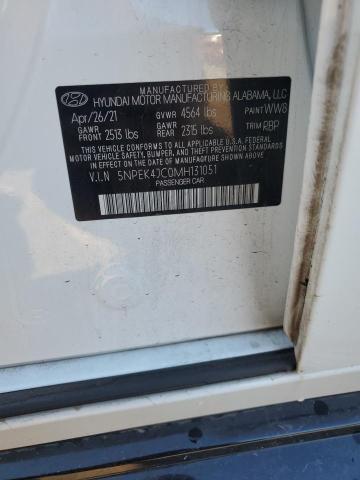 MANUFACTURED BY
HYUNDAI MOTOR MANUFACTURING ALABAMA, LLC
Apr/26/21 GVWR 4564 lbs PAINT WW8
GAWR FRONT 2513 lbs GAWR REAR 2315 lbs TRIM RBP
THIS VEHICLE CONFORMS TO ALL APPLICABLE U.S.
FEDERAL MOTOR VEHICLE SAFETY, BUMPER, AND THEFT
PREVENTION STANDARDS IN EFFECT ON THE DATE OF
MANUFACTURE SHOWN ABOVE.
V.I.N 5NPEK4JC0MH131051
PASSENGER CAR